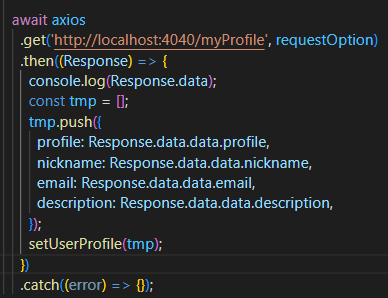 await axios
.get('http://localhost:4040/myProfile', requestOption)
.then((Response) => {
console.log(Response.data);
const tmp = [];
tmp.push({
profile: Response.data.data.profile,
nickname: Response.data.data.nickname,
email: Response.data.data.email,
description: Response.data.data.description,
});
setUserProfile(tmp);
})
.catch((error) => {});